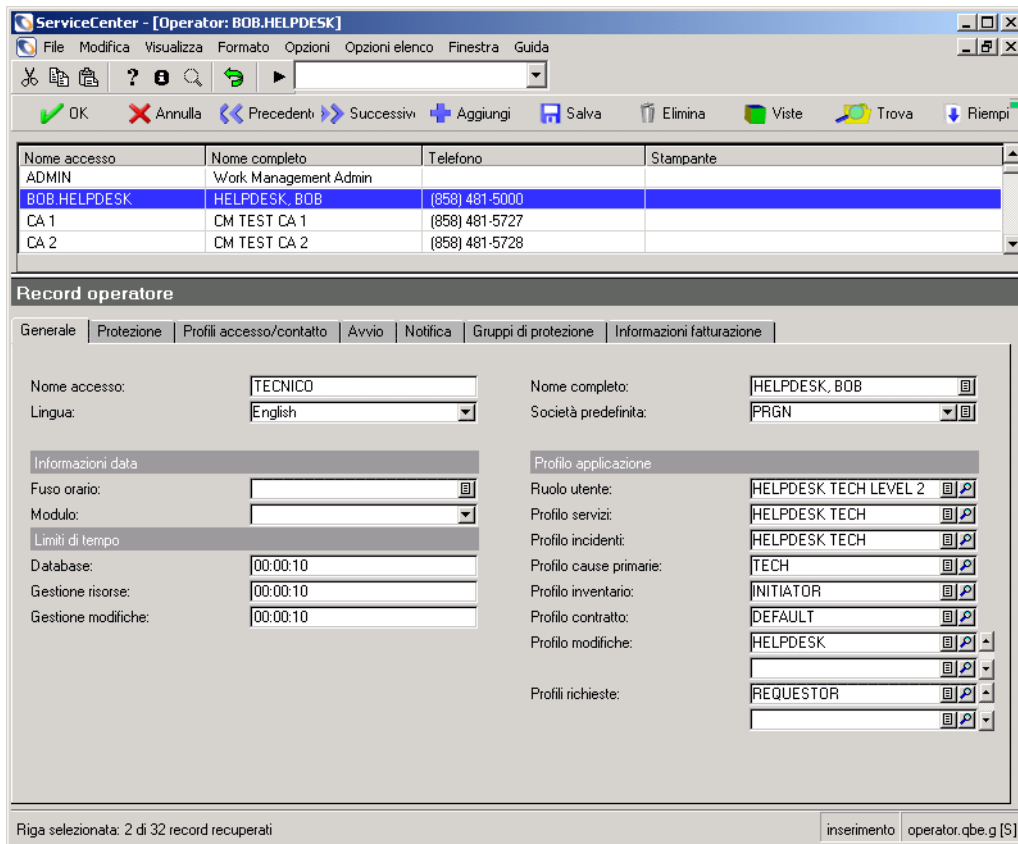 ServiceCenter - [Operator: BOB.HELPDESK]
File Modifica Visualizza Formato Opzioni Opzioni elenco Finestra Guida
OK Annulla Precedent Successiv Aggiungi Salva Elimina Viste Trova Riempi
Nome accesso Nome completo Telefono Stampante
ADMIN Work Management Admin
BOB.HELPDESK HELPDESK, BOB (858) 481-5000
CA 1 CM TEST CA 1 (858) 481-5727
CA 2 CM TEST CA 2 (858) 481-5728
Record operatore
Generale Protezione Profili accesso/contatto Avvio Notifica Gruppi di protezione Informazioni fatturazione
Nome accesso: TECNICO Nome completo: HELPDESK, BOB
Lingua: English Società predefinita: PRGN
Informazioni data Profilo applicazione
Fuso orario: Ruolo utente: HELPDESK TECH LEVEL 2
Modulo: Profilo servizi: HELPDESK TECH
Limiti di tempo Profilo incidenti: HELPDESK TECH
Database: 00:00:10 Profilo cause primarie: TECH
Gestione risorse: 00:00:10 Profilo inventario: INITIATOR
Gestione modifiche: 00:00:10 Profilo contratto: DEFAULT
Profilo modifiche: HELPDESK
Profili richieste: REQUESTOR
Riga selezionata: 2 di 32 record recuperati inserimento operator.qbe.g [S]